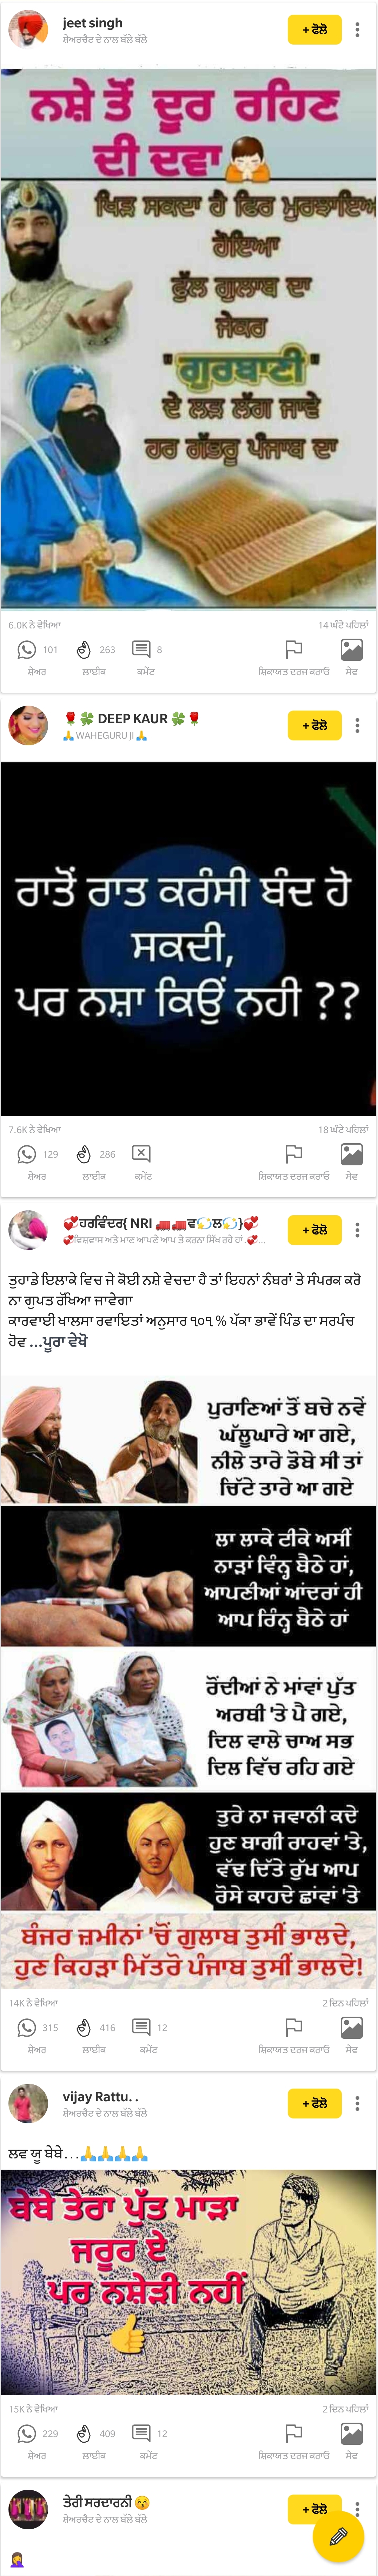 jeet singh
ਸ਼ੇਅਰਚੈਟ ਦੇ ਨਾਲ ਬੱਲੇ ਬੱਲੇ
+ ਫੋਲੋ
ਨਸ਼ੇ ਤੋਂ ਦੂਰ ਰਹਿਣ
ਦੀ ਦਵਾ
ਖਿੜ ਸਕਦਾ ਹੈ ਫਿਰ ਮੁਰਝਾਇਆ
ਹੋਇਆ
ਫੁੱਲ ਗੁਲਾਬ ਦਾ
ਜੇਕਰ
"ਗੁਰਬਾਣੀ"
ਦੇ ਲੜ ਲੱਗ ਜਾਵੇ
ਹਰ ਗੱਭਰੂ ਪੰਜਾਬ ਦਾ
6.0K ਨੇ ਵੇਖਿਆ
14 ਘੰਟੇ ਪਹਿਲਾਂ
101 263 8
ਸ਼ੇਅਰ ਲਾਈਕ ਕਮੇਂਟ ਸ਼ਿਕਾਯਤ ਦਰਜ ਕਰਾਓ ਸੇਵ
🌹🍀 DEEP KAUR 🍀🌹
🙏 WAHEGURU JI 🙏
+ ਫੋਲੋ
ਰਾਤੋਂ ਰਾਤ ਕਰੰਸੀ ਬੰਦ ਹੋ
ਸਕਦੀ,
ਪਰ ਨਸ਼ਾ ਕਿਉਂ ਨਹੀ ??
7.6K ਨੇ ਵੇਖਿਆ
18 ਘੰਟੇ ਪਹਿਲਾਂ
129 286
ਸ਼ੇਅਰ ਲਾਈਕ ਕਮੇਂਟ ਸ਼ਿਕਾਯਤ ਦਰਜ ਕਰਾਓ ਸੇਵ
💞ਹਰਵਿੰਦਰ{ NRI 🚛🚛ਵ💫ਲ💫}💞
💞ਵਿਸ਼ਵਾਸ ਅਤੇ ਮਾਣ ਆਪਣੇ ਆਪ ਤੇ ਕਰਨਾ ਸਿੱਖ ਰਹੇ ਹਾਂ 💞...
+ ਫੋਲੋ
ਤੁਹਾਡੇ ਇਲਾਕੇ ਵਿਚ ਜੇ ਕੋਈ ਨਸ਼ੇ ਵੇਚਦਾ ਹੈ ਤਾਂ ਇਹਨਾਂ ਨੰਬਰਾਂ ਤੇ ਸੰਪਰਕ ਕਰੋ
ਨਾ ਗੁਪਤ ਰੱਖਿਆ ਜਾਵੇਗਾ
ਕਾਰਵਾਈ ਖਾਲਸਾ ਰਵਾਇਤਾਂ ਅਨੁਸਾਰ ੧੦੧ % ਪੱਕਾ ਭਾਵੇਂ ਪਿੰਡ ਦਾ ਸਰਪੰਚ
ਹੋਵ ...ਪੂਰਾ ਵੇਖੋ
ਪੁਰਾਣਿਆਂ ਤੋਂ ਬਚੇ ਨਵੇਂ
ਘੱਲੂਘਾਰੇ ਆ ਗਏ,
ਨੀਲੇ ਤਾਰੇ ਡੋਬੇ ਸੀ ਤਾਂ
ਚਿੱਟੇ ਤਾਰੇ ਆ ਗਏ
ਲਾ ਲਾਕੇ ਟੀਕੇ ਅਸੀਂ
ਨਾੜਾਂ ਵਿੰਨ੍ਹ ਬੈਠੇ ਹਾਂ,
ਆਪਣੀਆਂ ਆਂਦਰਾਂ ਹੀ
ਆਪ ਰਿੰਨ੍ਹ ਬੈਠੇ ਹਾਂ
ਰੋਂਦੀਆਂ ਨੇ ਮਾਂਵਾਂ ਪੁੱਤ
ਅਰਥੀ 'ਤੇ ਪੈ ਗਏ,
ਦਿਲ ਵਾਲੇ ਚਾਅ ਸਭ
ਦਿਲ ਵਿੱਚ ਰਹਿ ਗਏ
ਤੁਰੇ ਨਾ ਜਵਾਨੀ ਕਦੇ
ਹੁਣ ਬਾਗੀ ਰਾਹਵਾਂ 'ਤੇ,
ਵੱਢ ਦਿੱਤੇ ਰੁੱਖ ਆਪ
ਰੋਸੇ ਕਾਹਦੇ ਛਾਂਵਾਂ 'ਤੇ
ਬੰਜਰ ਜ਼ਮੀਨਾਂ 'ਚੋਂ ਗੁਲਾਬ ਤੁਸੀਂ ਭਾਲਦੇ,
ਹੁਣ ਕਿਹੜਾ ਮਿੱਤਰੋ ਪੰਜਾਬ ਤੁਸੀਂ ਭਾਲਦੇ!
14K ਨੇ ਵੇਖਿਆ
2 ਦਿਨ ਪਹਿਲਾਂ
315 416 12
ਸ਼ੇਅਰ ਲਾਈਕ ਕਮੇਂਟ ਸ਼ਿਕਾਯਤ ਦਰਜ ਕਰਾਓ ਸੇਵ
vijay Rattu. .
ਸ਼ੇਅਰਚੈਟ ਦੇ ਨਾਲ ਬੱਲੇ ਬੱਲੇ
+ ਫੋਲੋ
ਲਵ ਯੂ ਬੇਬੇ...🙏🙏🙏🙏
ਬੇਬੇ ਤੇਰਾ ਪੁੱਤ ਮਾੜਾ
ਜਰੂਰ ਏ
ਪਰ ਨਸ਼ੇੜੀ ਨਹੀਂ
15K ਨੇ ਵੇਖਿਆ
2 ਦਿਨ ਪਹਿਲਾਂ
229 409 12
ਸ਼ੇਅਰ ਲਾਈਕ ਕਮੇਂਟ ਸ਼ਿਕਾਯਤ ਦਰਜ ਕਰਾਓ ਸੇਵ
ਤੇਰੀ ਸਰਦਾਰਨੀ 😚
ਸ਼ੇਅਰਚੈਟ ਦੇ ਨਾਲ ਬੱਲੇ ਬੱਲੇ
+ ਫੋਲੋ
🤦‍♀️